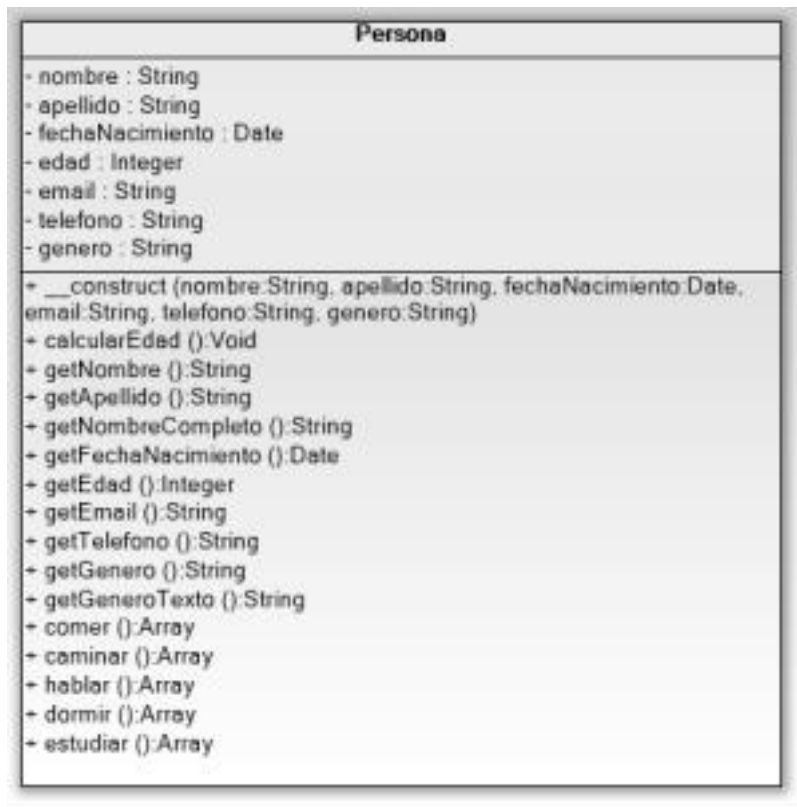 Persona
- nombre : String
- apellido : String
- fechaNacimiento : Date
- edad : Integer
- email : String
- telefono : String
- genero : String
+ __construct (nombre:String, apellido:String, fechaNacimiento:Date,
email:String, telefono:String, genero:String)
+ calcularEdad ():Void
+ getNombre ():String
+ getApellido ():String
+ getNombreCompleto ():String
+ getFechaNacimiento ():Date
+ getEdad ():Integer
+ getEmail ():String
+ getTelefono ():String
+ getGenero ():String
+ getGeneroTexto ():String
+ comer ():Array
+ caminar ():Array
+ hablar ():Array
+ dormir ():Array
+ estudiar ():Array